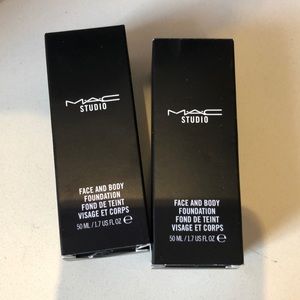 MAC
STUDIO
FACE AND BODY
FOUNDATION
FOND DE TEINT
VISAGE ET CORPS
50 ML / 1.7 US FL OZ ℮
MAC
STUDIO
FACE AND BODY
FOUNDATION
FOND DE TEINT
VISAGE ET CORPS
50 ML / 1.7 US FL OZ ℮